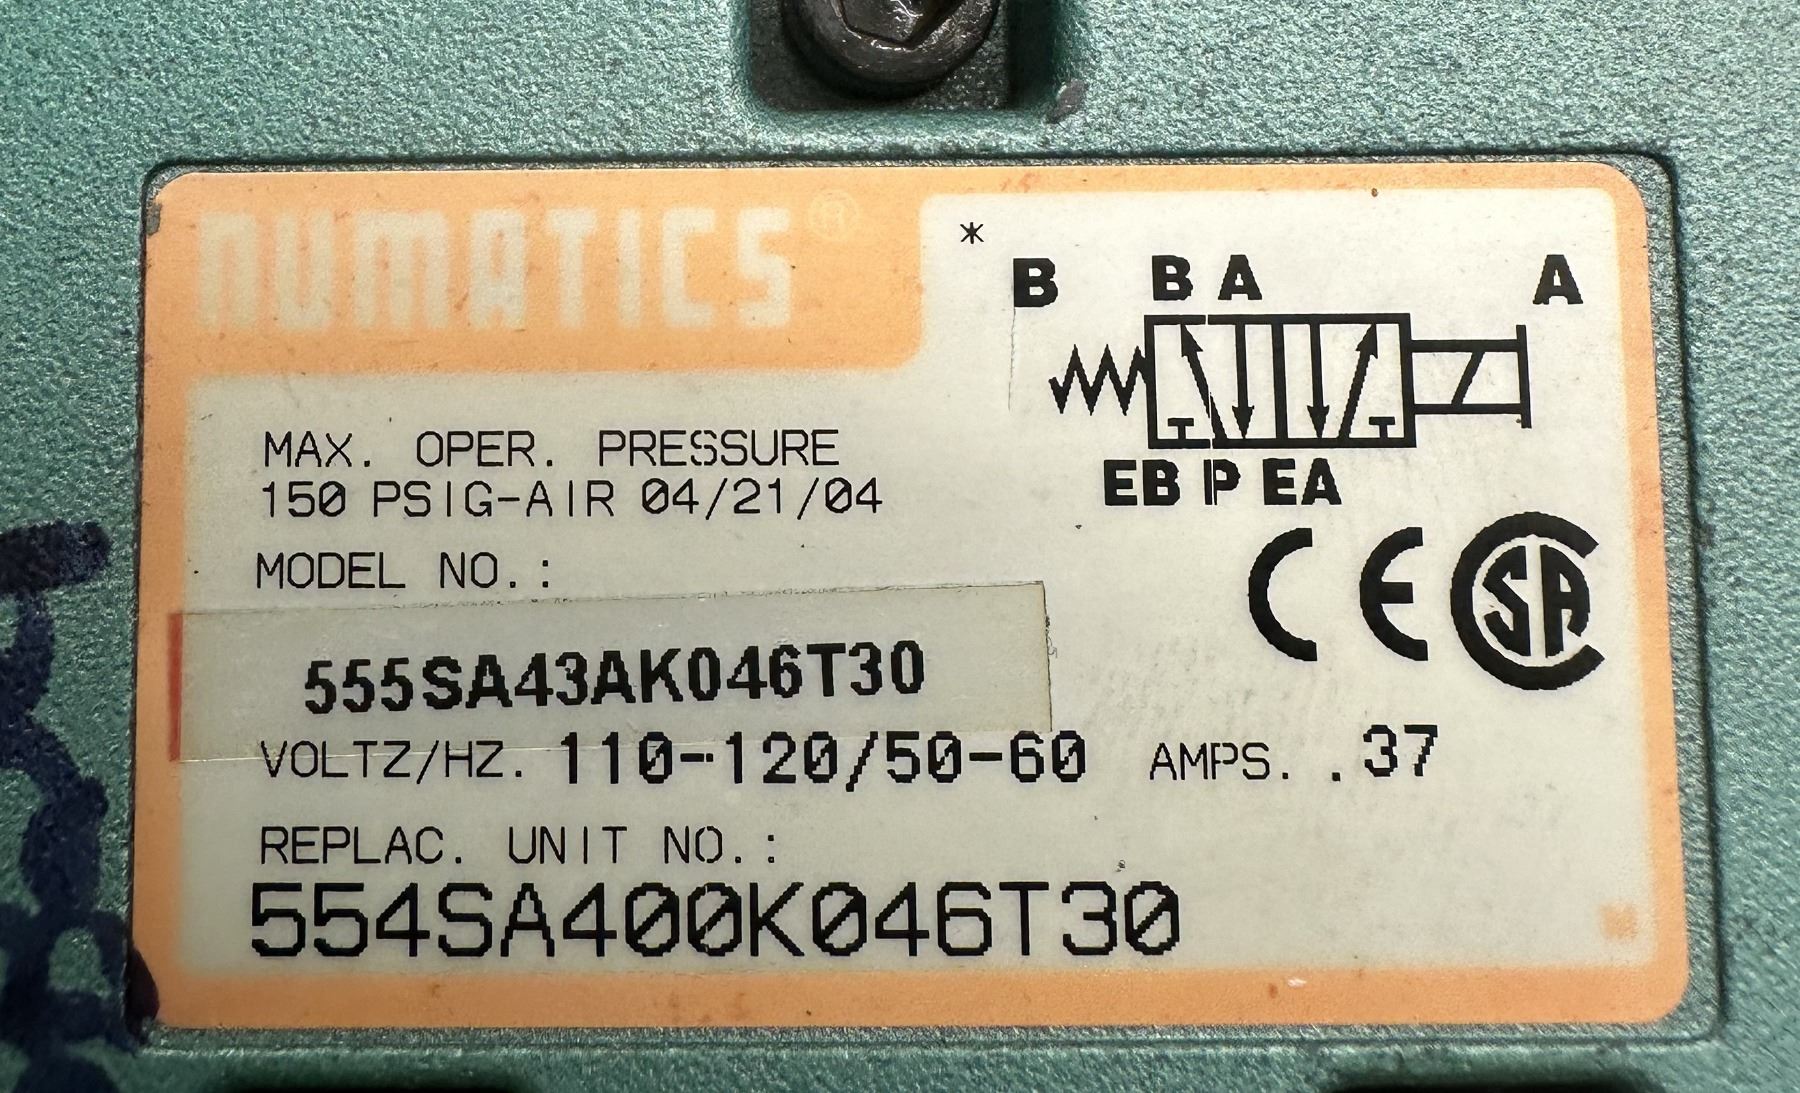 NUMATICS®
*
B B A A
EB P EA
MAX. OPER. PRESSURE
150 PSIG-AIR 04/21/04
MODEL NO.:
CE SA
555SA43AK046T30
VOLTZ/HZ. 110-120/50-60 AMPS. .37
REPLAC. UNIT NO.:
554SA400K046T30